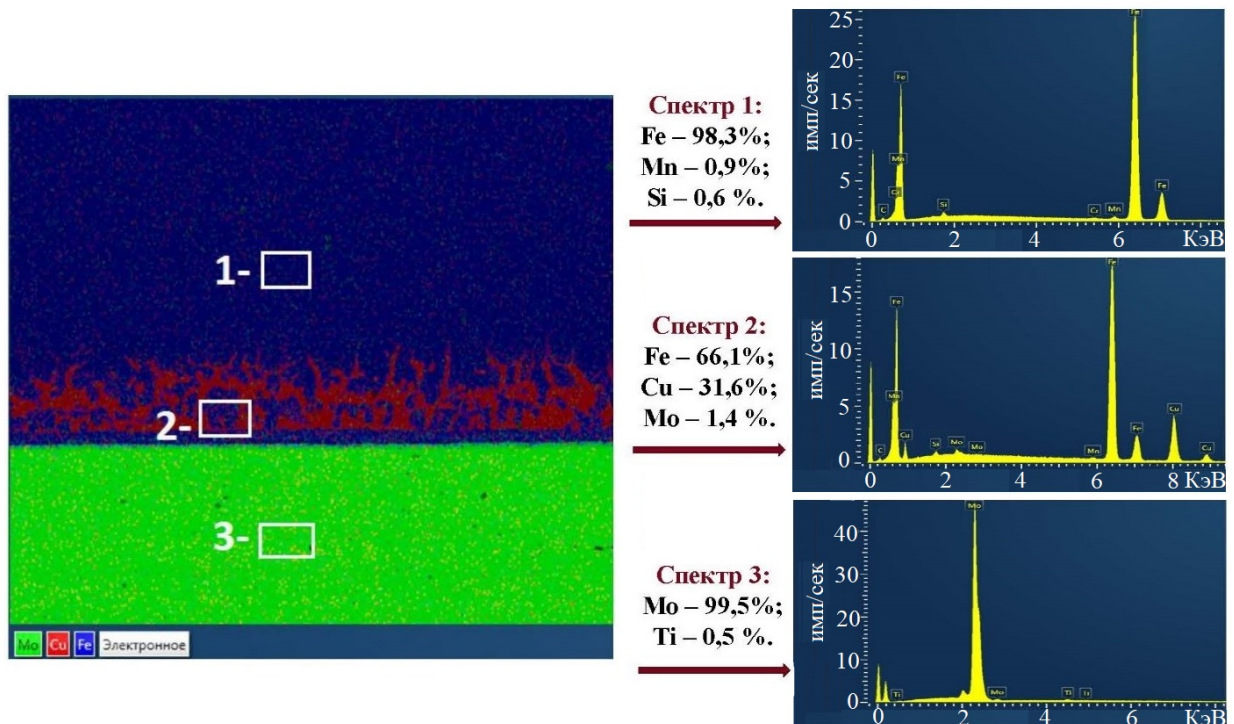 1-
2-
3-
Mo Cu Fe Электронное
Спектр 1:
Fe – 98,3%;
Mn – 0,9%;
Si – 0,6 %.
Спектр 2:
Fe – 66,1%;
Cu – 31,6%;
Mo – 1,4 %.
Спектр 3:
Mo – 99,5%;
Ti – 0,5 %.
имп/сек
25
20
15
10
5
0
Fe
Fe
Mn
Cr
C
Si
Cr
Mn
Fe
0 2 4 6 КэВ
имп/сек
15
10
5
0
Fe
Fe
Mn
Cu
C
Si
Mo
Mo
Mn
Fe
Cu
Cu
0 2 4 6 8 КэВ
имп/сек
40
30
20
10
0
Mo
Ti
Mo
Ti
Ti
0 2 4 6 КэВ